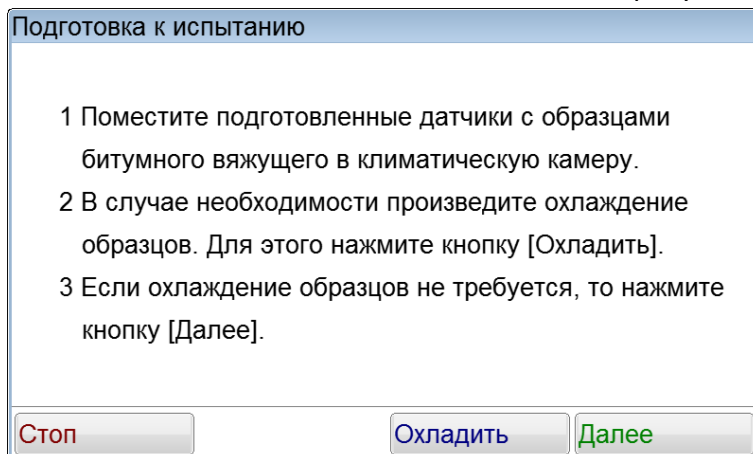 Подготовка к испытанию
1 Поместите подготовленные датчики с образцами
битумного вяжущего в климатическую камеру.
2 В случае необходимости произведите охлаждение
образцов. Для этого нажмите кнопку [Охладить].
3 Если охлаждение образцов не требуется, то нажмите
кнопку [Далее].
Стоп Охладить Далее